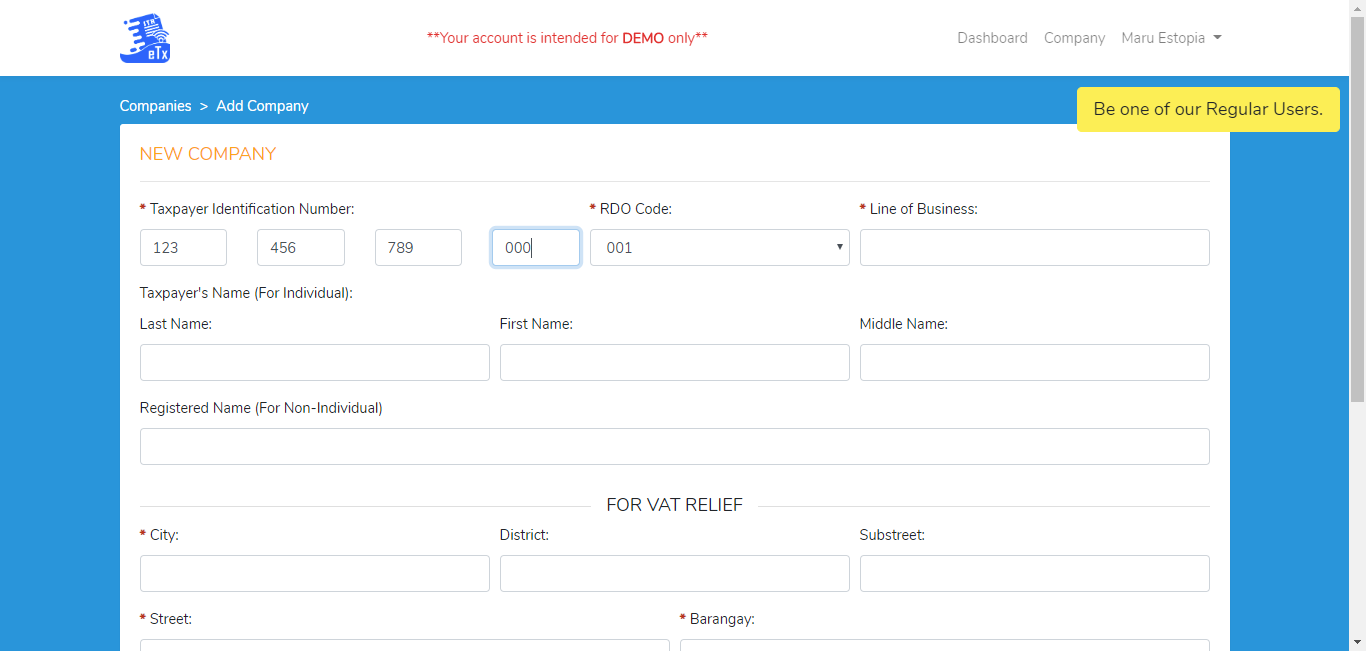 ITR
eTx
**Your account is intended for DEMO only**
Dashboard Company Maru Estopia
Companies > Add Company
Be one of our Regular Users.
NEW COMPANY
* Taxpayer Identification Number: * RDO Code: * Line of Business:
123 456 789 000 001
Taxpayer's Name (For Individual):
Last Name: First Name: Middle Name:
Registered Name (For Non-Individual)
FOR VAT RELIEF
* City: District: Substreet:
* Street: * Barangay: